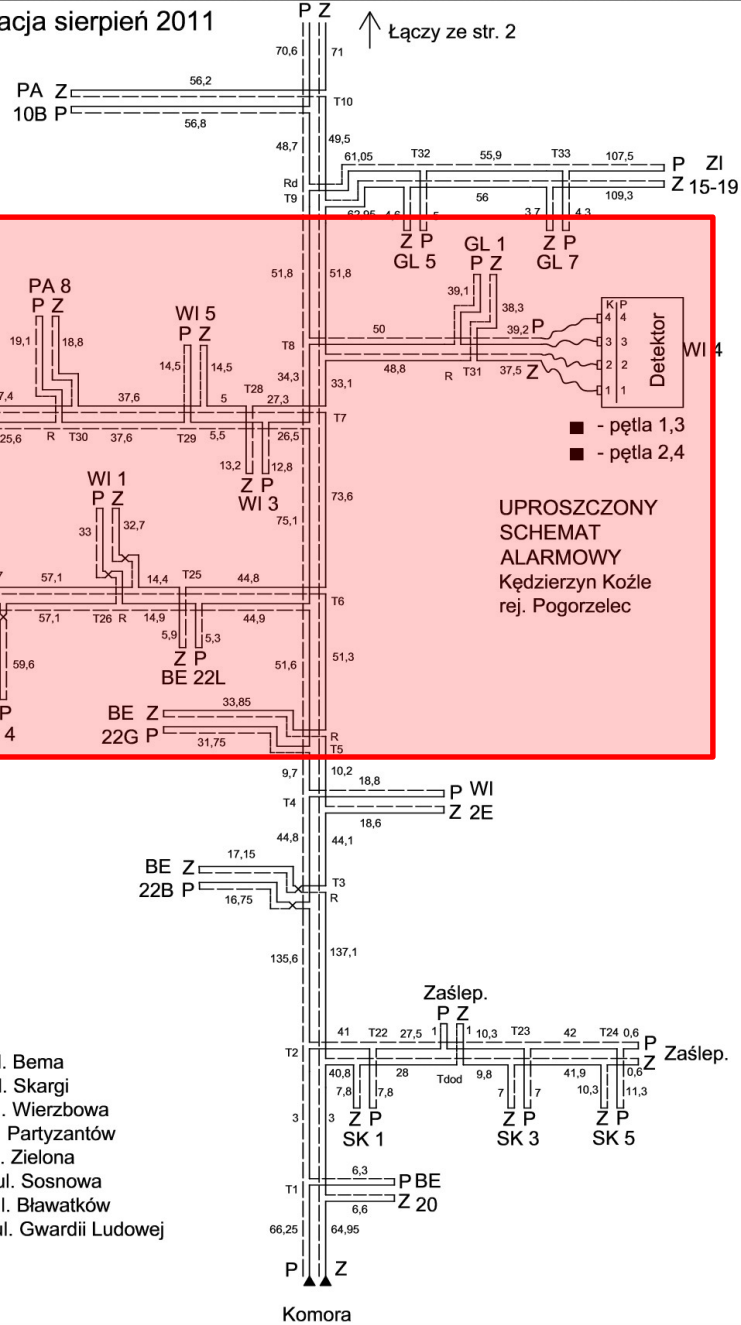 acja sierpień 2011
P Z
Łączy ze str. 2
70,6 71
56,2
PA Z
10B P
T10
56,8
48,7 49,5
61,05 T32 55,9 T33 107,5
P ZI
Z 15-19
Rd
T9
62,95 4,6 5 56 3,7 4,3 109,3
Z P Z P
GL 5 GL 7
GL 1
P Z
51,8 51,8
PA 8
P Z
WI 5
P Z
39,1 38,3
19,1 18,8
14,5 14,5
50 39,2 P
T8
48,8 R T31 37,5 Z
K P
4 4
3 3
2 2
1 1
Detektor
WI 4
34,3 33,1
7,4 37,6 5 T28 27,3
T7
25,6 R T30 37,6 T29 5,5 26,5
- pętla 1,3
- pętla 2,4
13,2 12,8
Z P
WI 3
WI 1
P Z
75,1 73,6
33 32,7
UPROSZCZONY
SCHEMAT
ALARMOWY
Kędzierzyn Koźle
rej. Pogorzelec
57,1 14,4 T25 44,8
T6
57,1 T26 R 14,9 44,9
5,9 5,3
Z P
BE 22L
59,6
P
4
51,6 51,3
33,85
BE Z
22G P
31,75
R
T5
9,7 10,2
18,8
P WI
Z 2E
T4
18,6
44,8 44,1
17,15
BE Z
22B P
16,75
T3
R
135,6 137,1
Zaślep.
P Z
41 T22 27,5 1 1 10,3 T23 42 T24 0,6
P
Z Zaślep.
T2
40,8 28 Tdod 9,8 41,9 0,6
7,8 7,8 7 7 10,3 11,3
Z P Z P Z P
SK 1 SK 3 SK 5
3 3
l. Bema
l. Skargi
. Wierzbowa
Partyzantów
. Zielona
ul. Sosnowa
l. Bławatków
ul. Gwardii Ludowej
6,3
P BE
Z 20
T1
6,6
66,25 64,95
P Z
Komora